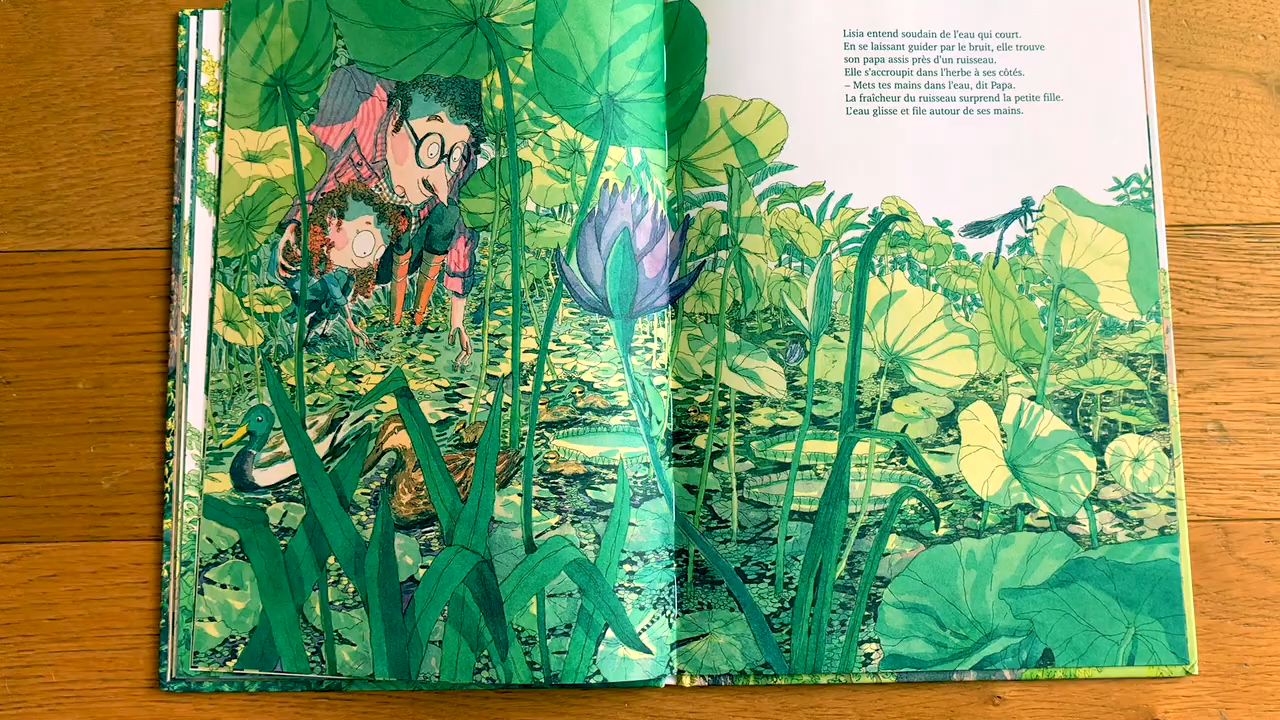 Lisia entend soudain de l'eau qui court.
En se laissant guider par le bruit, elle trouve
son papa assis près d'un ruisseau.
Elle s'accroupit dans l'herbe à ses côtés.
– Mets tes mains dans l'eau, dit Papa.
La fraîcheur du ruisseau surprend la petite fille.
L'eau glisse et file autour de ses mains.